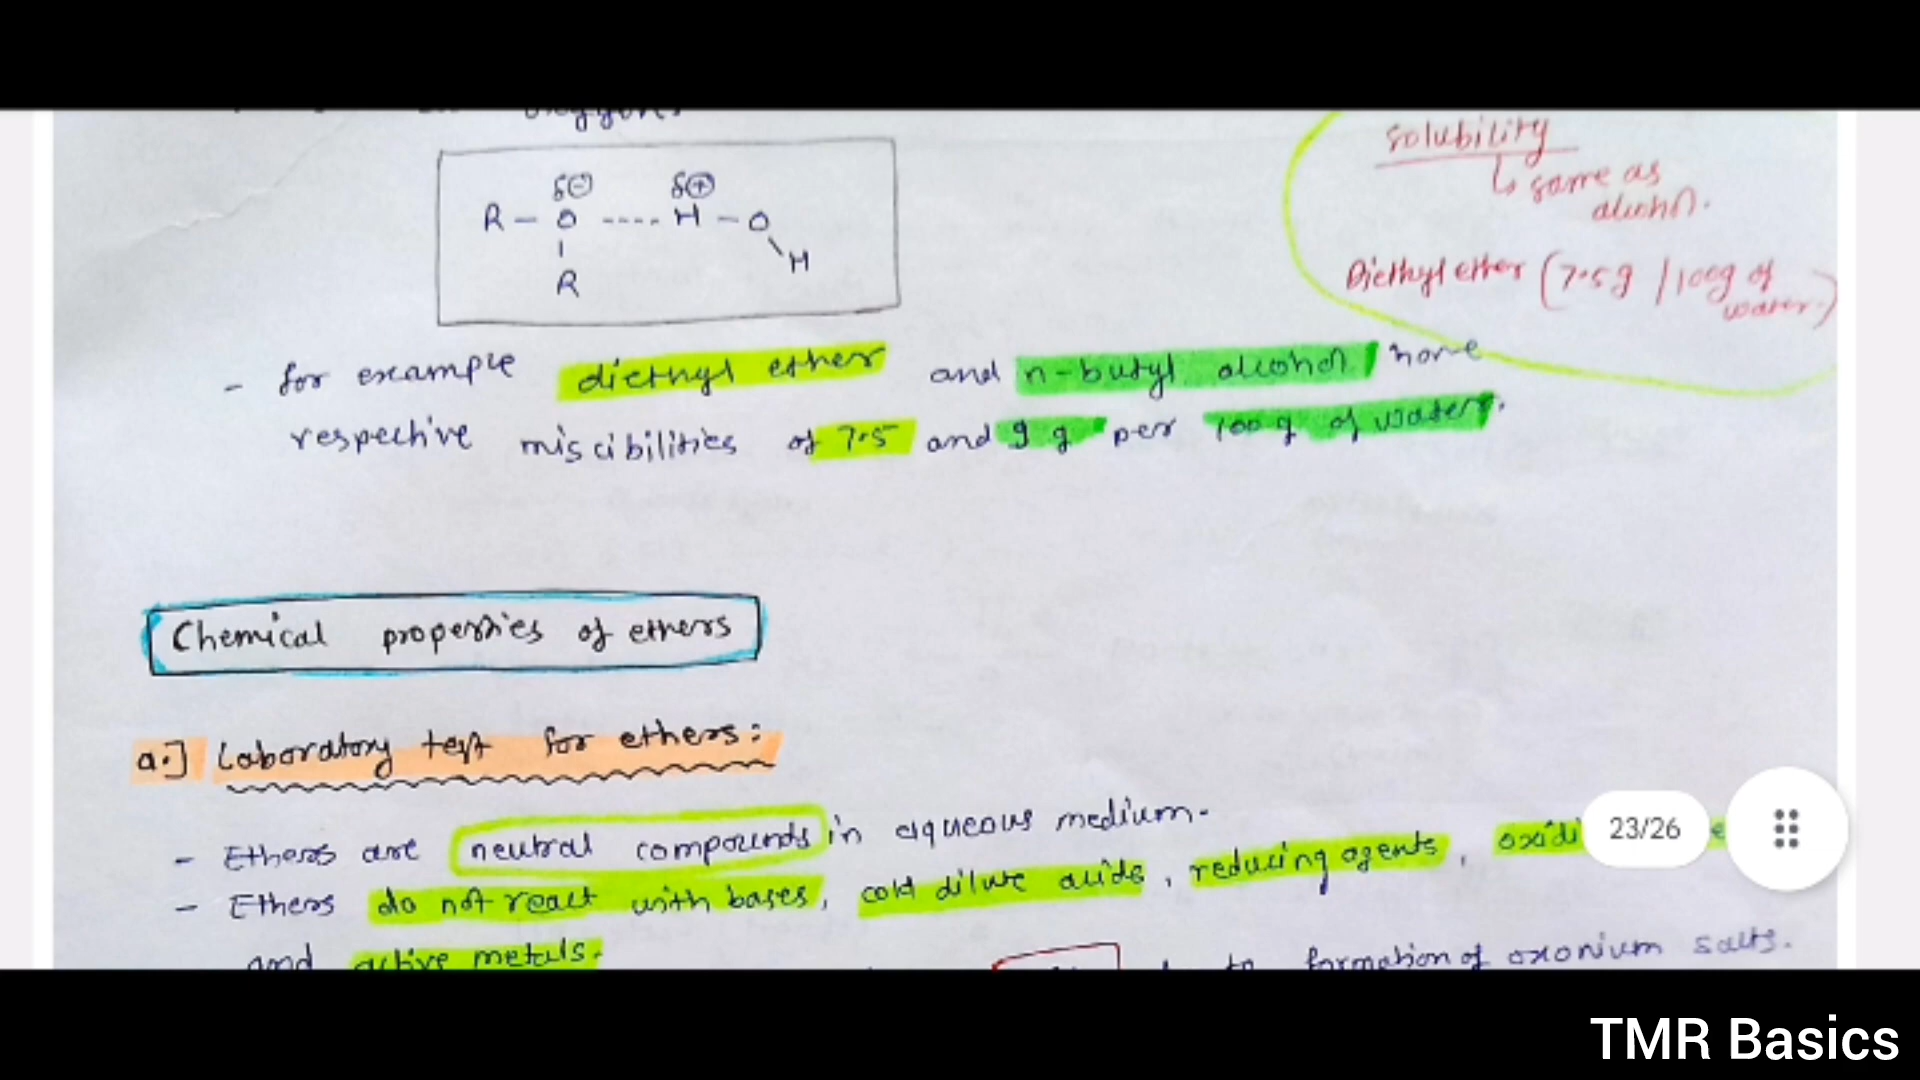 oxygen.
solubility
↳ same as
alcohol.
Diethyl ether (7.5g / 100g of
water.)
δ⊖ δ⊕
R – O ---- H – O
H
R
- for example diethyl ether and n-butyl alcohol have
respective miscibilities of 7.5 and 9 g per 100 g of water.
Chemical properties of ethers
a.] Laboratory test for ethers:
- Ethers are neutral compounds in aqueous medium.
- Ethers do not react with bases, cold dilute acids, reducing agents, oxidi
and active metals.
to formation of oxonium salts.
23/26
TMR Basics